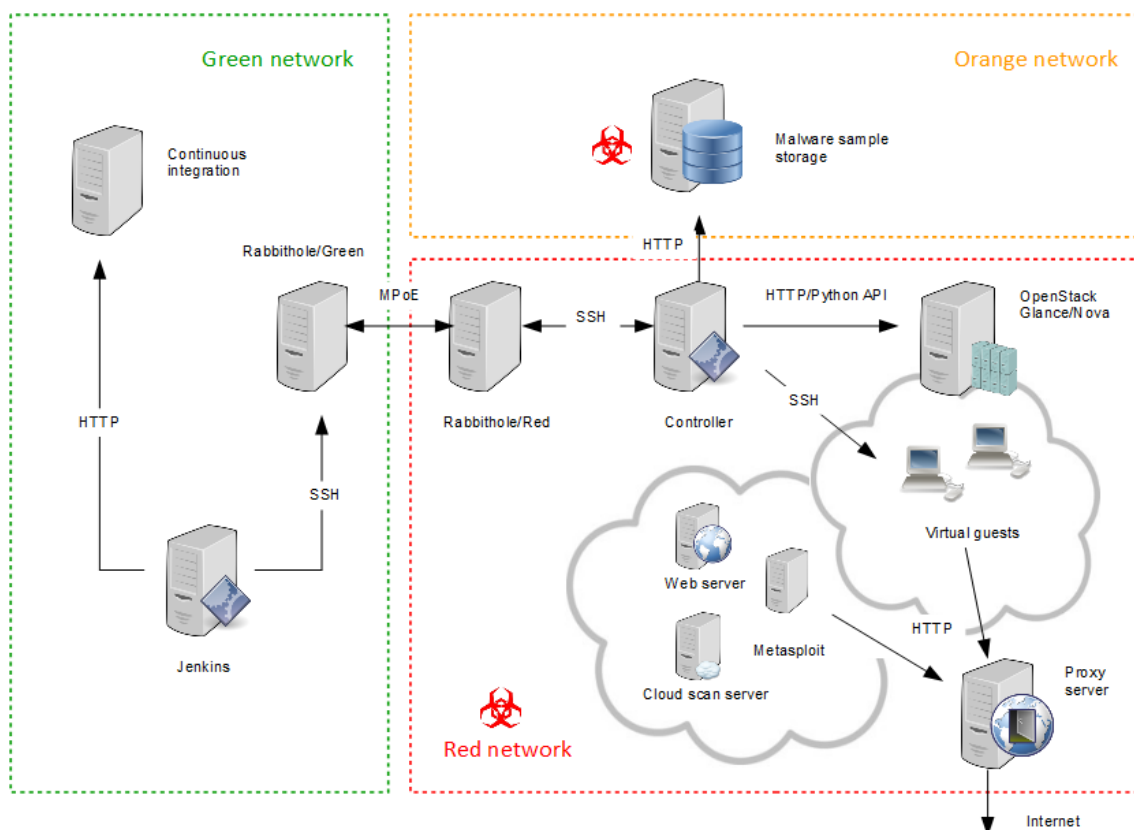 Green network
Orange network
Continuous
integration
Malware sample
storage
HTTP
Rabbithole/Green
MPoE
SSH
HTTP/Python API
OpenStack
Glance/Nova
Rabbithole/Red
Controller
SSH
HTTP
SSH
Virtual guests
Web server
Metasploit
HTTP
Jenkins
Cloud scan server
Proxy
server
Red network
Internet